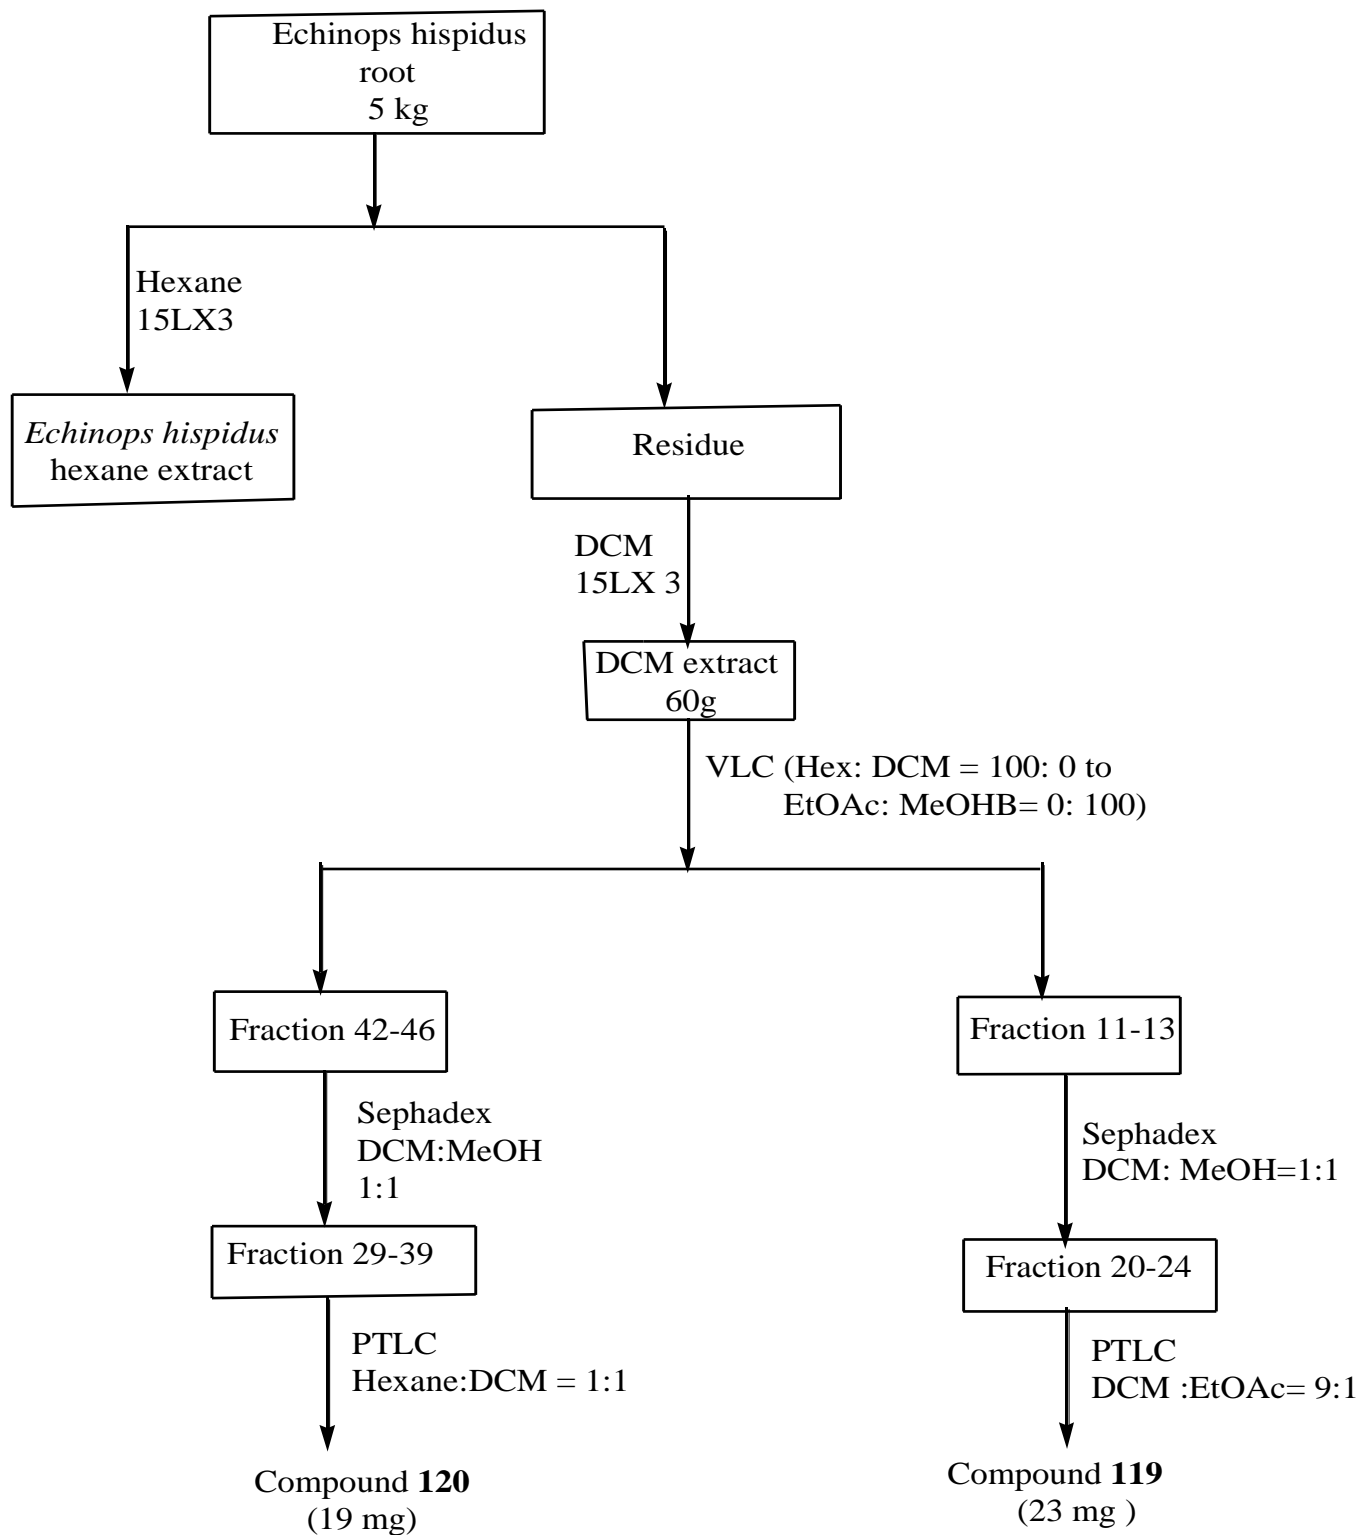 Echinops hispidus
root
5 kg
Hexane
15LX3
Echinops hispidus
hexane extract
Residue
DCM
15LX 3
DCM extract
60g
VLC (Hex: DCM = 100: 0 to
EtOAc: MeOHB= 0: 100)
Fraction 42-46
Fraction 11-13
Sephadex
DCM:MeOH
1:1
Sephadex
DCM: MeOH=1:1
Fraction 29-39
Fraction 20-24
PTLC
Hexane:DCM = 1:1
PTLC
DCM :EtOAc= 9:1
Compound 120
(19 mg)
Compound 119
(23 mg )